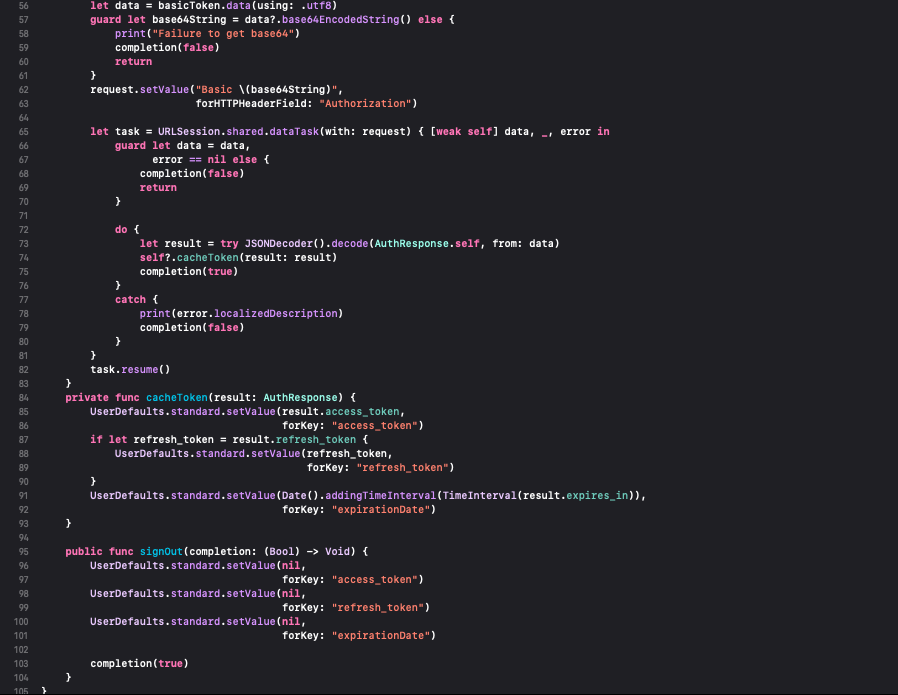 56 let data = basicToken.data(using: .utf8)
57 guard let base64String = data?.base64EncodedString() else {
58 print("Failure to get base64")
59 completion(false)
60 return
61 }
62 request.setValue("Basic \(base64String)",
63 forHTTPHeaderField: "Authorization")
64
65 let task = URLSession.shared.dataTask(with: request) { [weak self] data, _, error in
66 guard let data = data,
67 error == nil else {
68 completion(false)
69 return
70 }
71
72 do {
73 let result = try JSONDecoder().decode(AuthResponse.self, from: data)
74 self?.cacheToken(result: result)
75 completion(true)
76 }
77 catch {
78 print(error.localizedDescription)
79 completion(false)
80 }
81 }
82 task.resume()
83 }
84 private func cacheToken(result: AuthResponse) {
85 UserDefaults.standard.setValue(result.access_token,
86 forKey: "access_token")
87 if let refresh_token = result.refresh_token {
88 UserDefaults.standard.setValue(refresh_token,
89 forKey: "refresh_token")
90 }
91 UserDefaults.standard.setValue(Date().addingTimeInterval(TimeInterval(result.expires_in)),
92 forKey: "expirationDate")
93 }
94
95 public func signOut(completion: (Bool) -> Void) {
96 UserDefaults.standard.setValue(nil,
97 forKey: "access_token")
98 UserDefaults.standard.setValue(nil,
99 forKey: "refresh_token")
100 UserDefaults.standard.setValue(nil,
101 forKey: "expirationDate")
102
103 completion(true)
104 }
105 }